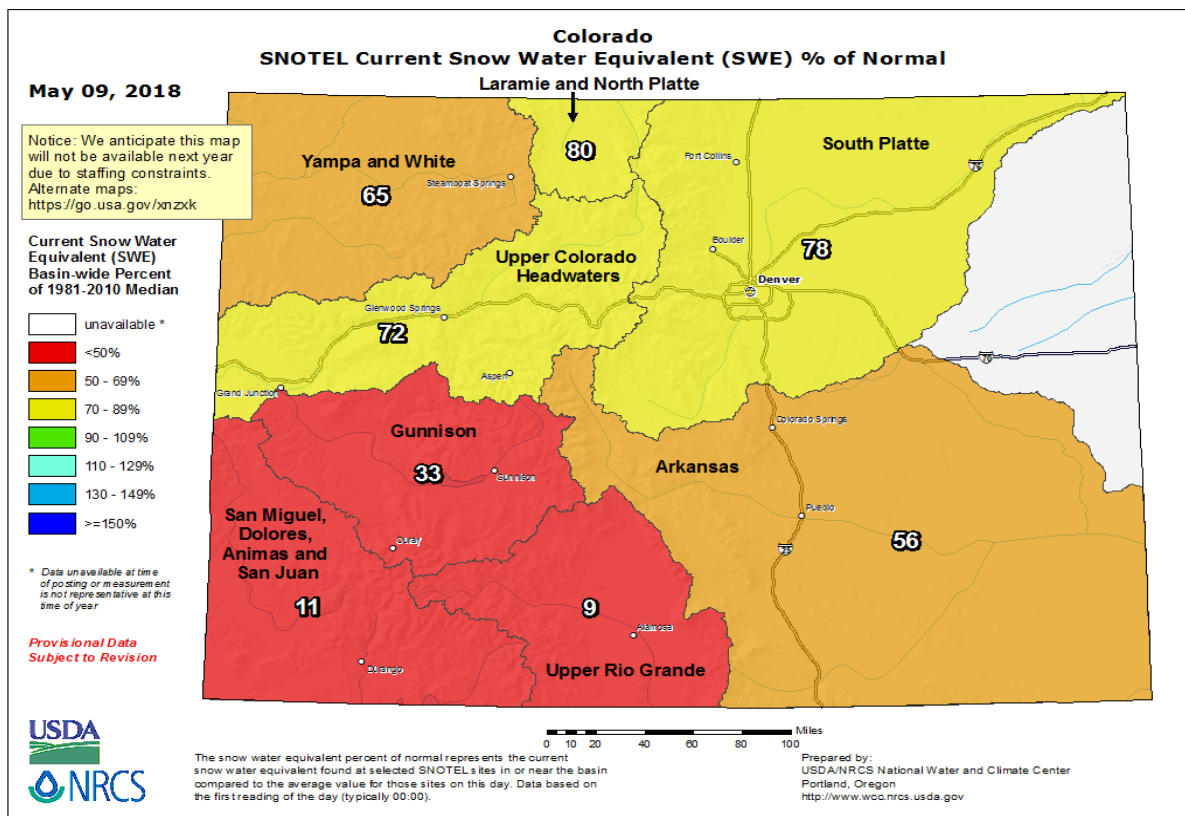 Colorado
SNOTEL Current Snow Water Equivalent (SWE) % of Normal
May 09, 2018
Notice: We anticipate this map
will not be available next year
due to staffing constraints.
Alternate maps:
https://go.usa.gov/xnzxk
Current Snow Water
Equivalent (SWE)
Basin-wide Percent
of 1981-2010 Median
unavailable *
<50%
50 - 69%
70 - 89%
90 - 109%
110 - 129%
130 - 149%
>=150%
* Data unavailable at time
of posting or measurement
is not representative at this
time of year
Provisional Data
Subject to Revision
Laramie and North Platte
80
Yampa and White
65
Steamboat Springs
South Platte
78
Fort Collins
Boulder
Denver
76
Upper Colorado
Headwaters
72
Glenwood Springs
Aspen
Grand Junction
70
Gunnison
33
Gunnison
Ouray
Arkansas
56
Colorado Springs
Pueblo
25
San Miguel,
Dolores,
Animas and
San Juan
11
Durango
9
Alamosa
Upper Rio Grande
USDA
NRCS
0 10 20 40 60 80 100
Miles
The snow water equivalent percent of normal represents the current
snow water equivalent found at selected SNOTEL sites in or near the basin
compared to the average value for those sites on this day. Data based on
the first reading of the day (typically 00:00).
Prepared by:
USDA/NRCS National Water and Climate Center
Portland, Oregon
http://www.wcc.nrcs.usda.gov